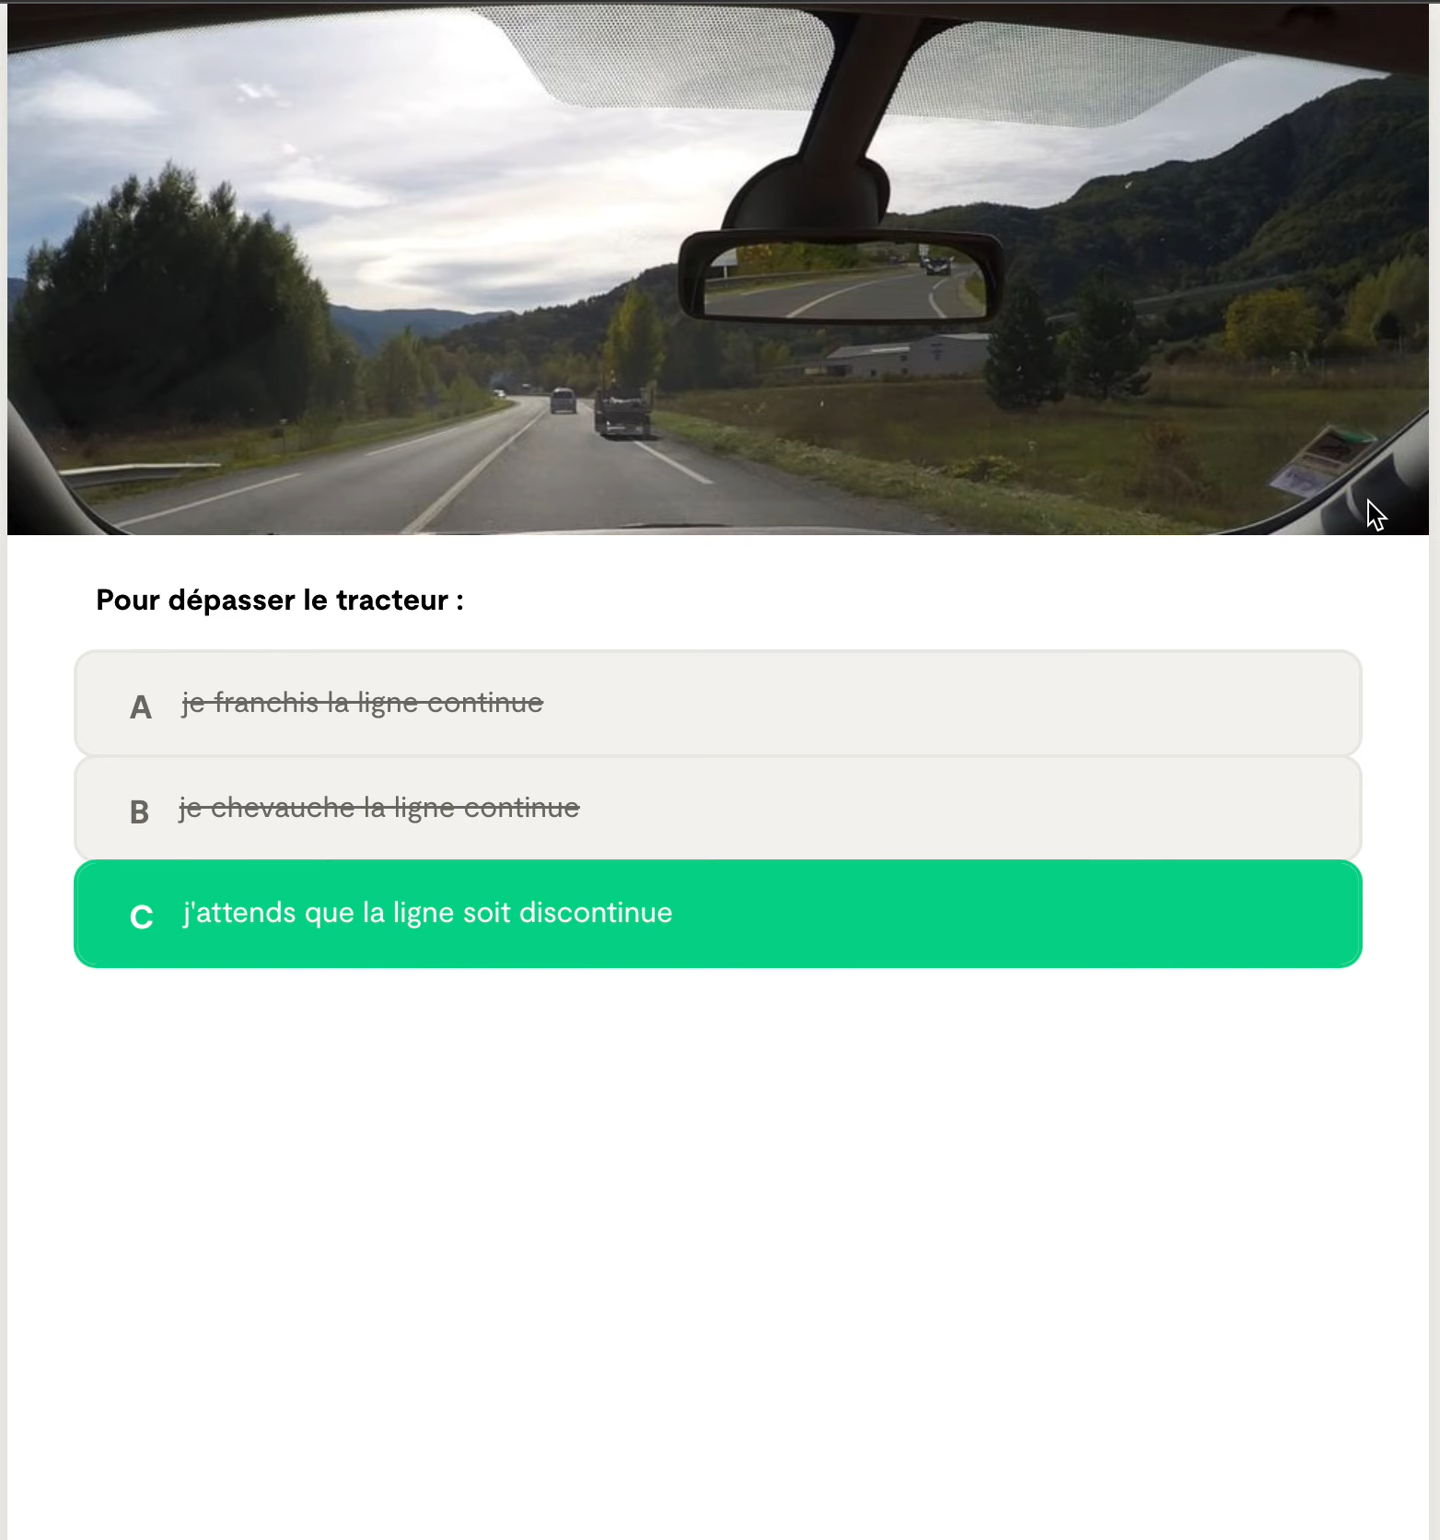 Pour dépasser le tracteur :
A je franchis la ligne continue
B je chevauche la ligne continue
C j'attends que la ligne soit discontinue